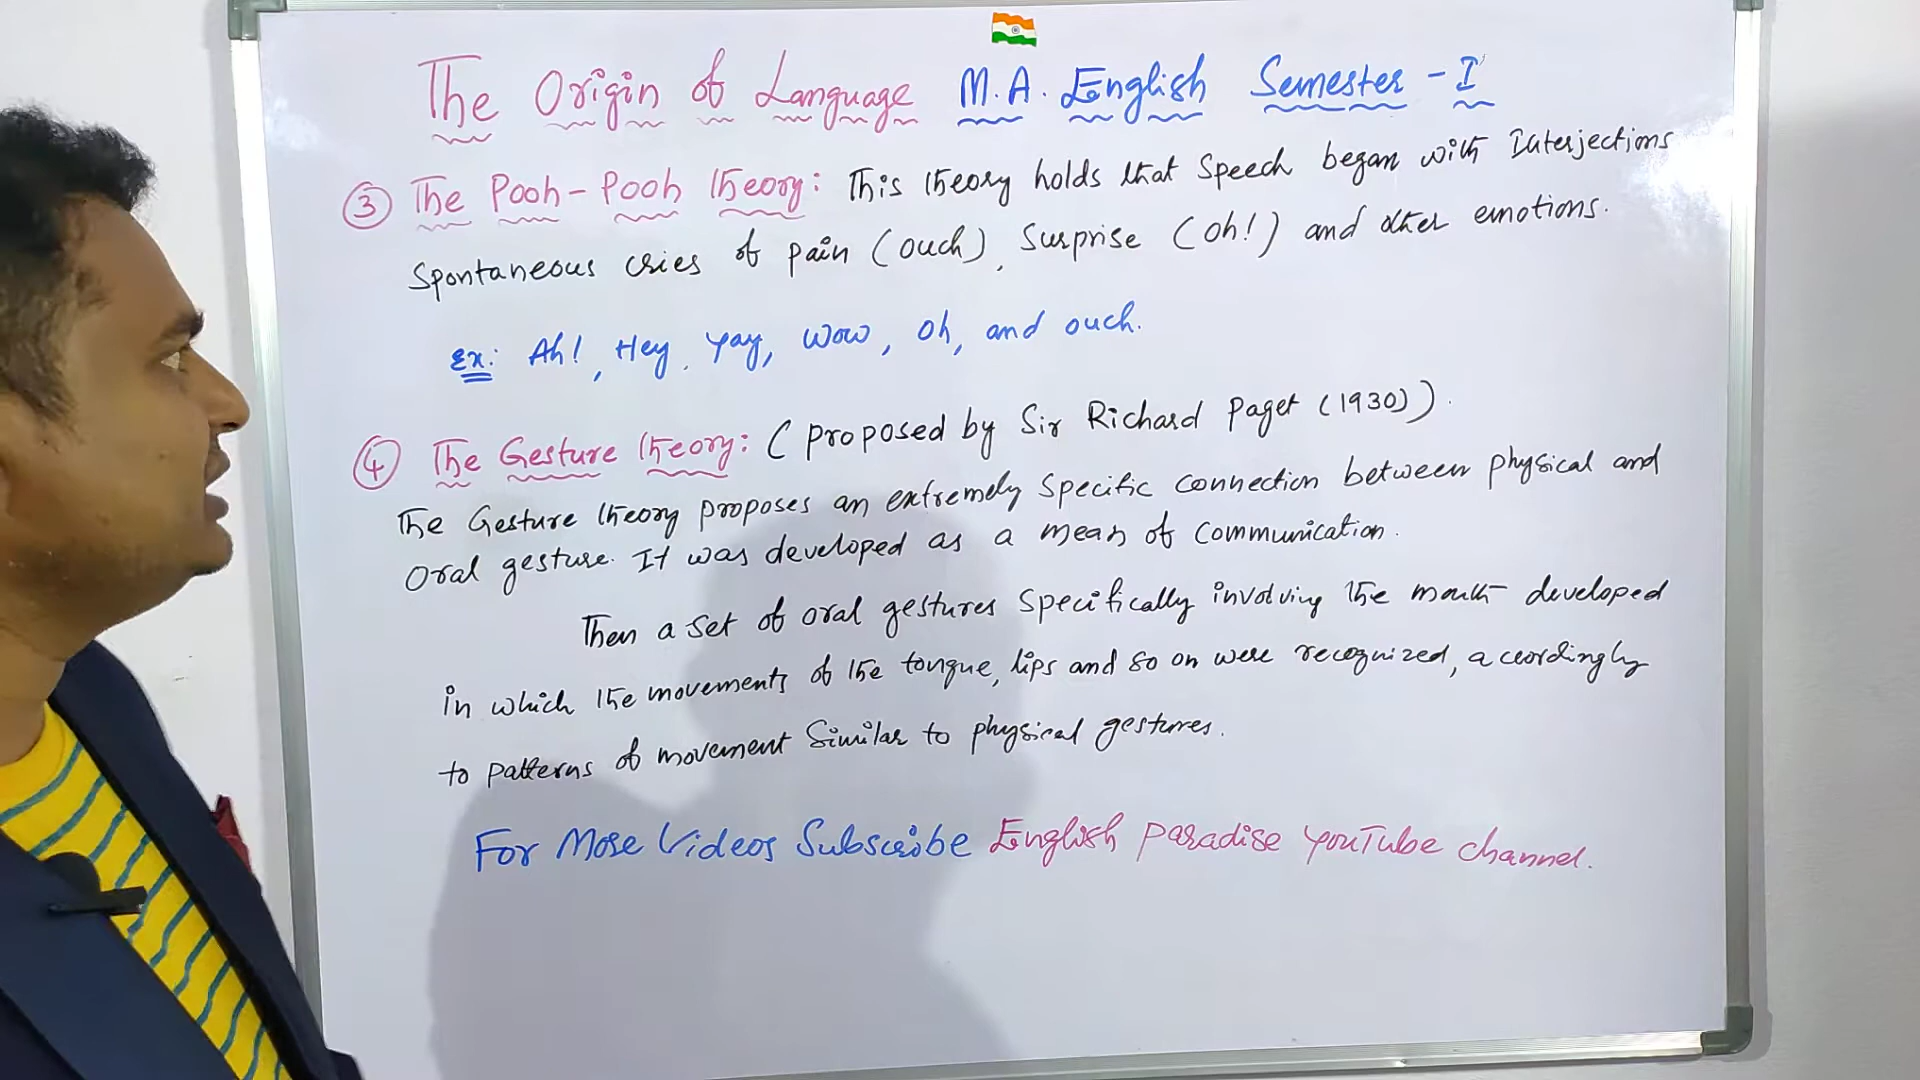 The Origin of Language M.A. English Semester - I
③ The Pooh-Pooh theory: This theory holds that Speech began with Interjections
Spontaneous cries of pain (ouch), Surprise (Oh!) and other emotions.
Ex: Ah!, Hey, Yay, Wow, Oh, and ouch.
④ The Gesture theory: (proposed by Sir Richard Paget (1930)).
The Gesture theory proposes an extremely specific connection between physical and
oral gesture. It was developed as a mean of communication.
Then a set of oral gestures specifically involving the mouth developed
in which the movements of the tongue, lips and so on were recognized, accordingly
to patterns of movement similar to physical gestures.
For More Videos Subscribe English paradise YouTube channel.